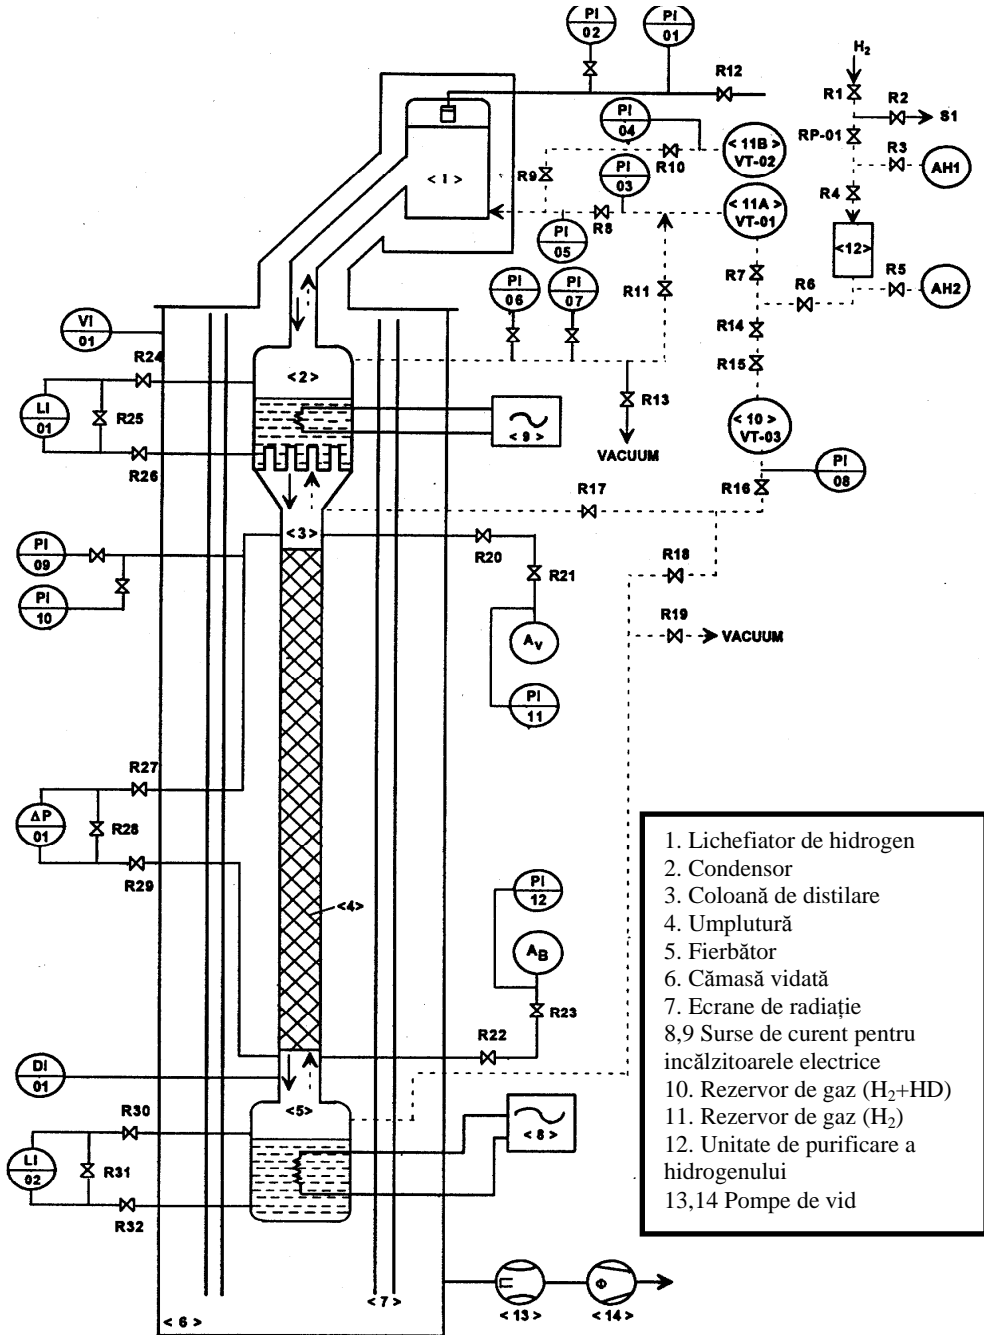 PI
02
PI
01
R12
H2
R1
R2
S1
PI
04
< 11B >
VT-02
R10
RP-01
R3
AH1
< 1 >
R9
PI
03
R4
< 11A >
VT-01
R8
PI
05
<12>
R7
R5
PI
06
PI
07
R11
R6
AH2
VI
01
R14
R24
R15
< 2 >
LI
01
R25
R13
< 10 >
VT-03
< 9 >
R26
VACUUM
PI
08
R17
R16
< 3 >
PI
09
R20
R18
R21
PI
10
R19
VACUUM
AV
PI
11
R27
ΔP
01
R28
1. Lichefiator de hidrogen
2. Condensor
3. Coloană de distilare
4. Umplutură
5. Fierbător
6. Cămasă vidată
7. Ecrane de radiație
8,9 Surse de curent pentru
incălzitoarele electrice
10. Rezervor de gaz (H2+HD)
11. Rezervor de gaz (H2)
12. Unitate de purificare a
hidrogenului
13,14 Pompe de vid
R29
PI
12
<4>
AB
R23
R22
DI
01
R30
< 5>
< 8 >
LI
02
R31
R32
< 7 >
< 6 >
< 13 >
< 14 >